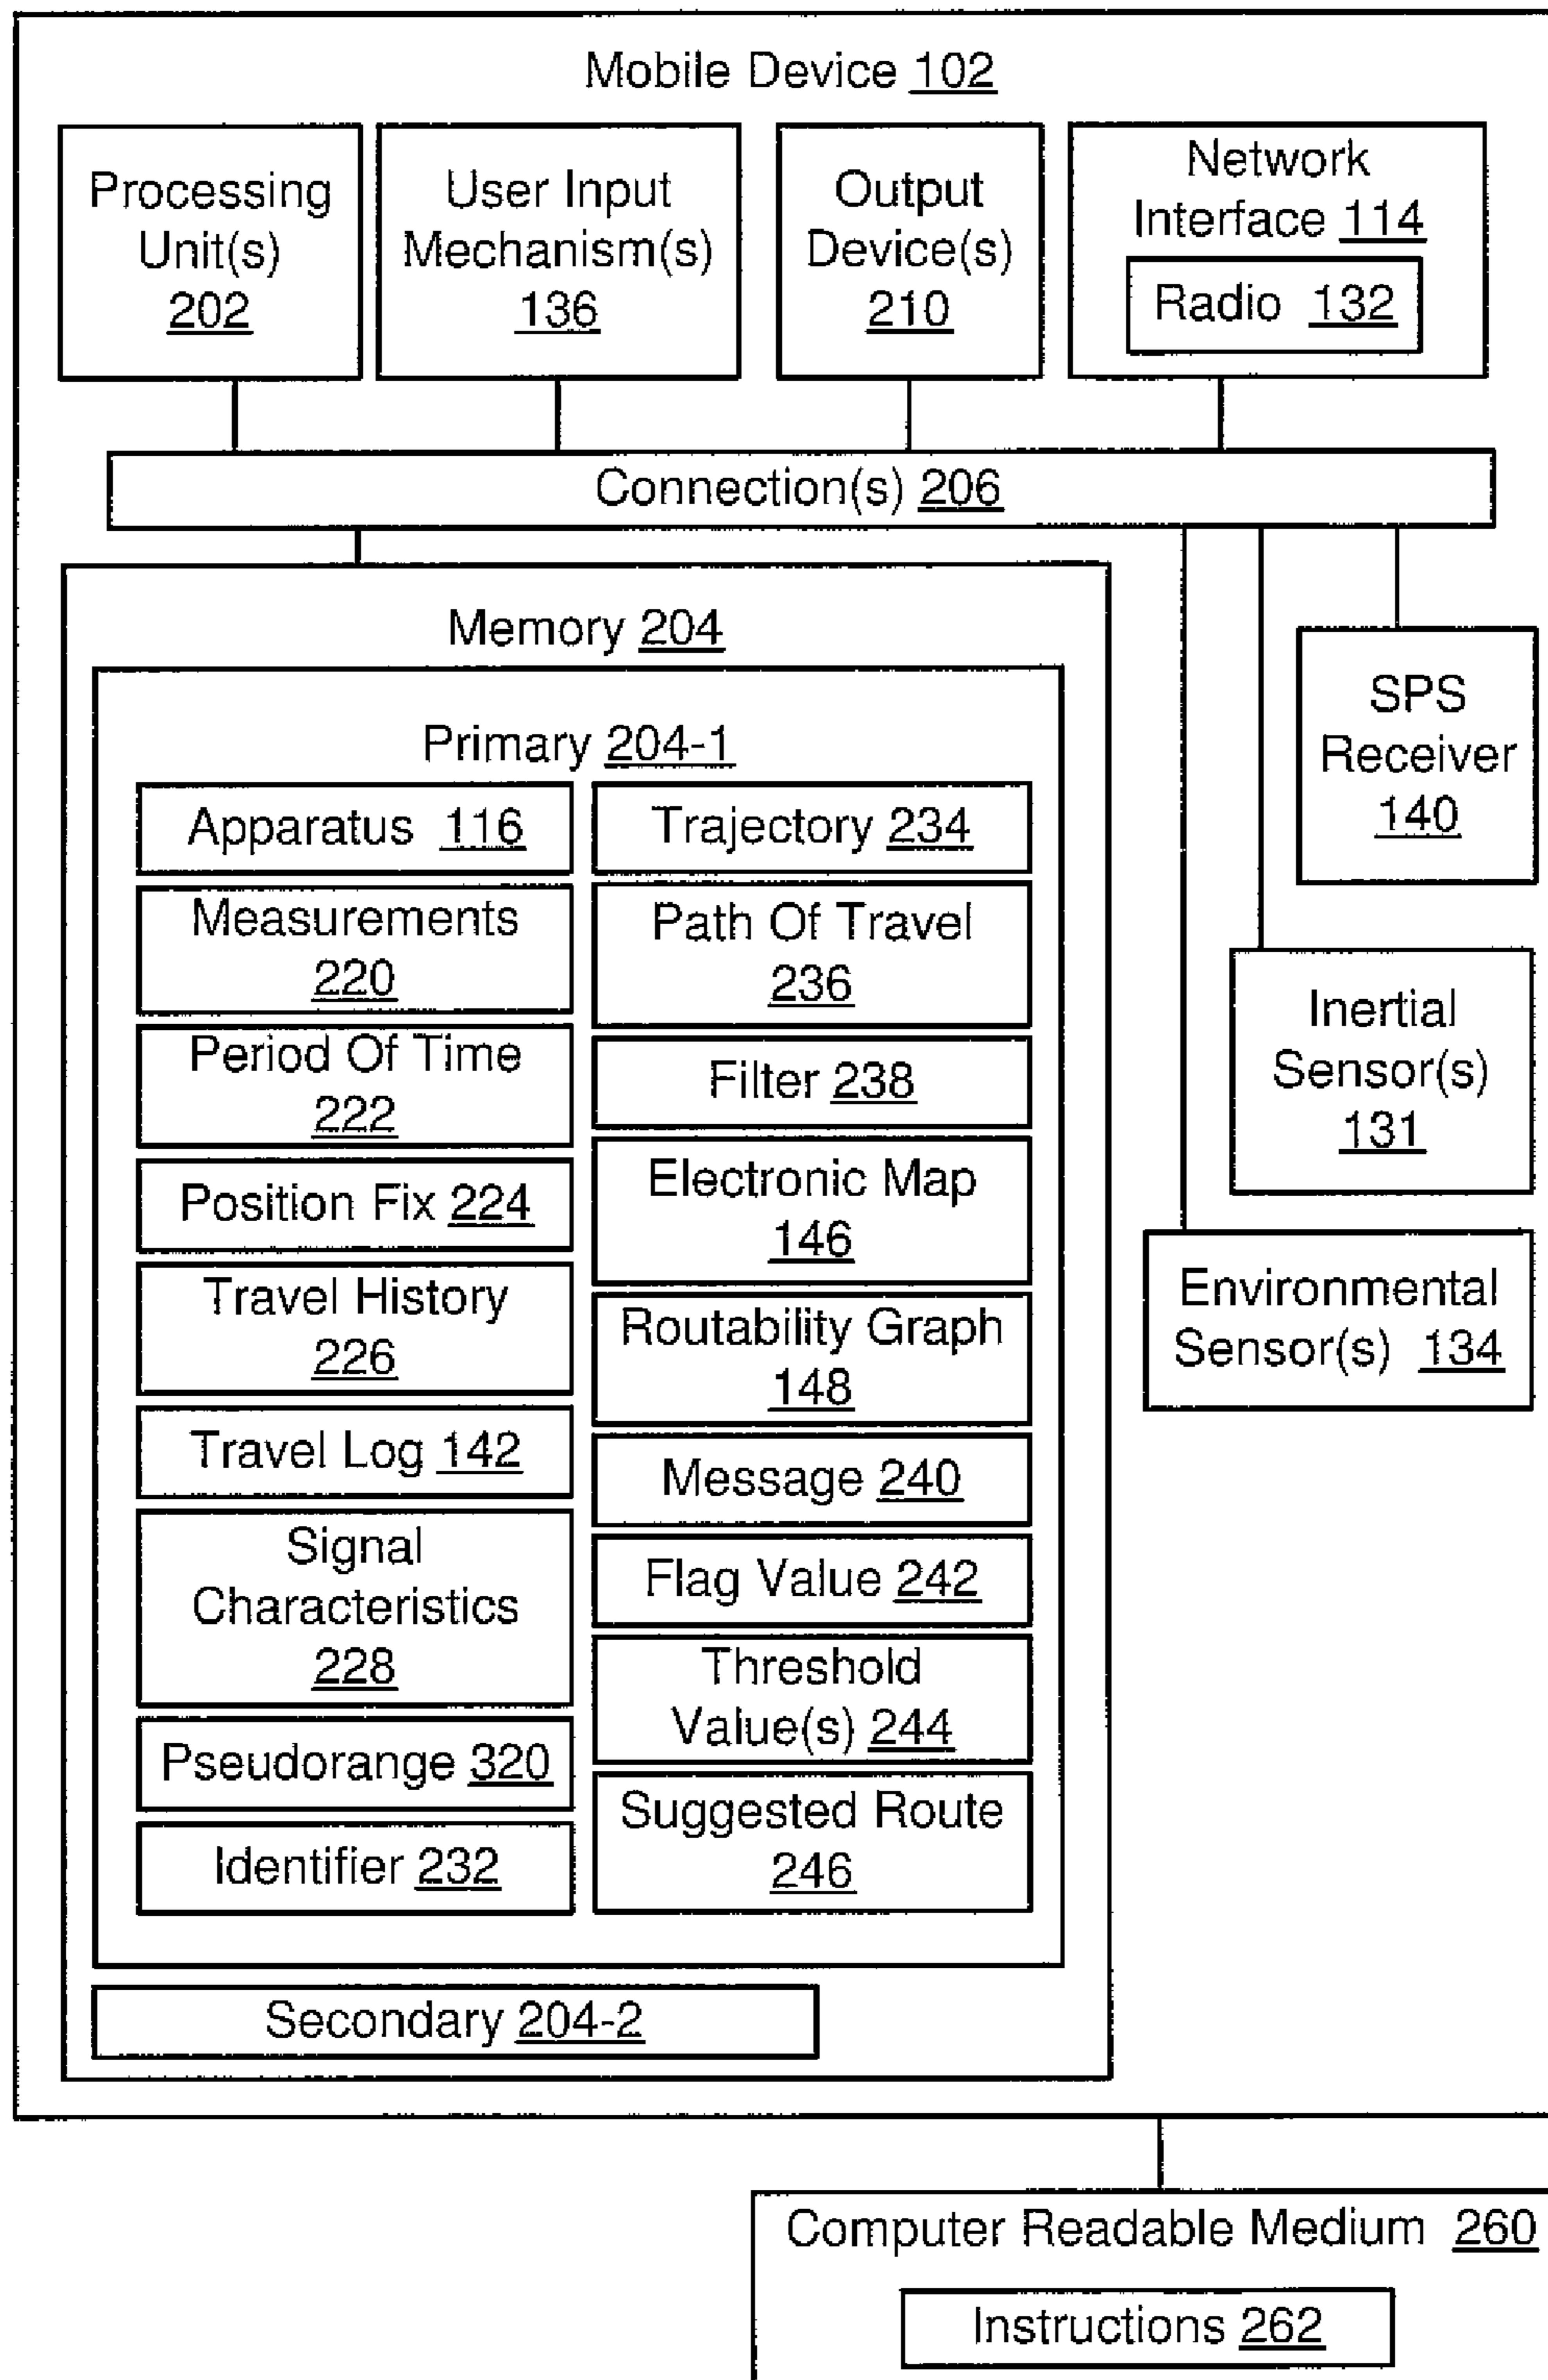 Mobile Device 102
Processing
Unit(s)
202
User Input
Mechanism(s)
136
Output
Device(s)
210
Network
Interface 114
Radio 132
Connection(s) 206
Memory 204
Primary 204-1
Apparatus 116
Measurements
220
Period Of Time
222
Position Fix 224
Travel History
226
Travel Log 142
Signal
Characteristics
228
Pseudorange 320
Identifier 232
Trajectory 234
Path Of Travel
236
Filter 238
Electronic Map
146
Routability Graph
148
Message 240
Flag Value 242
Threshold
Value(s) 244
Suggested Route
246
Secondary 204-2
SPS
Receiver
140
Inertial
Sensor(s)
131
Environmental
Sensor(s) 134
Computer Readable Medium 260
Instructions 262